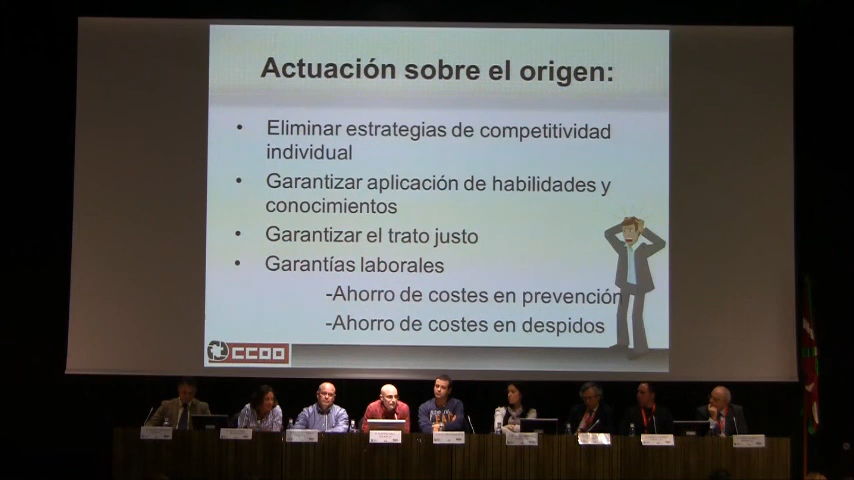 Actuación sobre el origen:
• Eliminar estrategias de competitividad
individual
• Garantizar aplicación de habilidades y
conocimientos
• Garantizar el trato justo
• Garantías laborales
-Ahorro de costes en prevención
-Ahorro de costes en despidos
CCOO